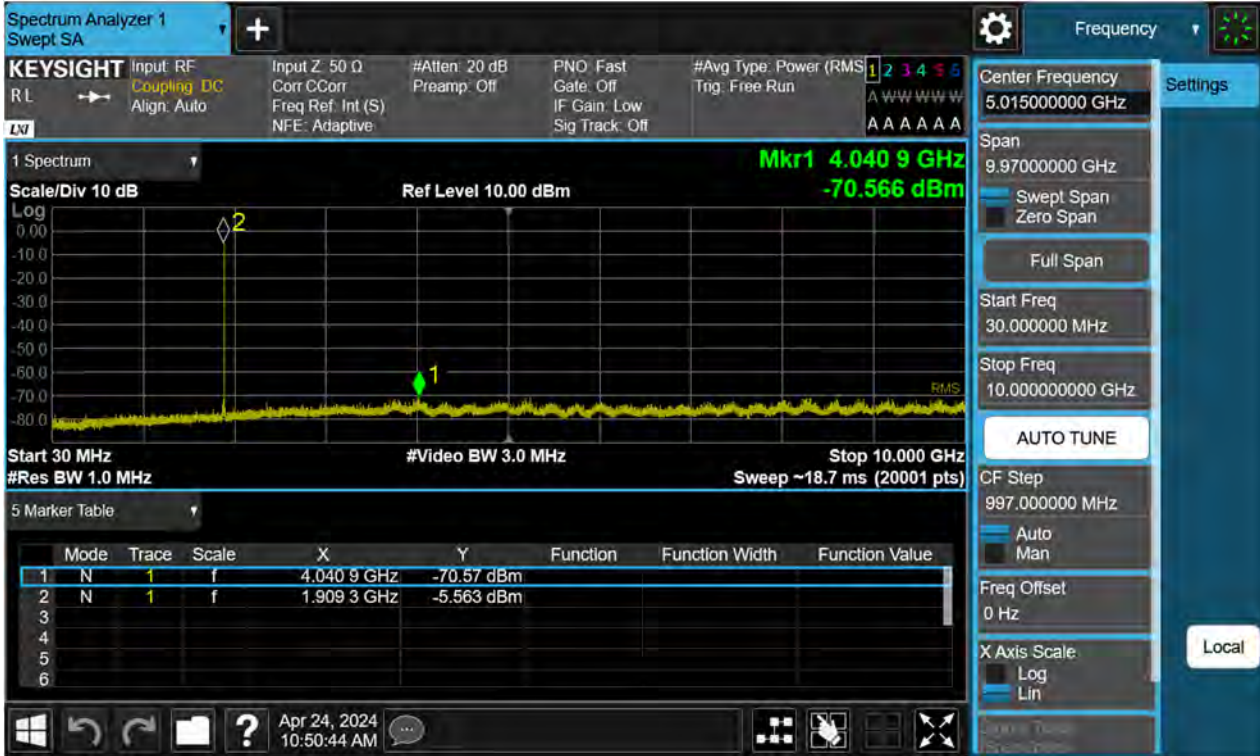 Spectrum Analyzer 1
Swept SA
+
Frequency
KEYSIGHT
Input: RF
Input Z: 50 Ω
#Atten: 20 dB
PNO: Fast
#Avg Type: Power (RMS
1 2 3 4 5 6
RL
Coupling: DC
Corr CCorr
Preamp: Off
Gate: Off
Trig: Free Run
A W W W W W
Align: Auto
Freq Ref: Int (S)
IF Gain: Low
LXI
NFE: Adaptive
Sig Track: Off
A A A A A A
1 Spectrum
Mkr1 4.040 9 GHz
Scale/Div 10 dB
Ref Level 10.00 dBm
-70.566 dBm
Log
0.00
-10.0
-20.0
-30.0
-40.0
-50.0
-60.0
-70.0
-80.0
2
1
RMS
Start 30 MHz
#Video BW 3.0 MHz
Stop 10.000 GHz
#Res BW 1.0 MHz
Sweep ~18.7 ms (20001 pts)
5 Marker Table
Mode Trace Scale X Y Function Function Width Function Value
1 N 1 f 4.040 9 GHz -70.57 dBm
2 N 1 f 1.909 3 GHz -5.563 dBm
3
4
5
6
?
Apr 24, 2024
10:50:44 AM
Center Frequency
5.015000000 GHz
Settings
Span
9.97000000 GHz
Swept Span
Zero Span
Full Span
Start Freq
30.000000 MHz
Stop Freq
10.000000000 GHz
AUTO TUNE
CF Step
997.000000 MHz
Auto
Man
Freq Offset
0 Hz
X Axis Scale
Log
Lin
Local